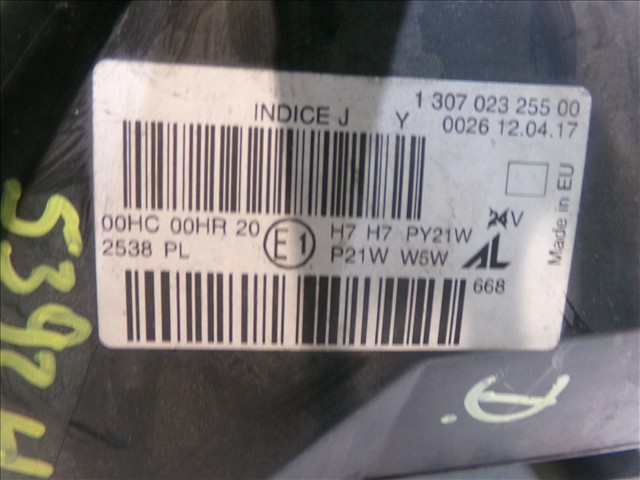 1 307 023 255 00
INDICE J Y 0026 12.04.17
00HC 00HR 20 E1 H7 H7 PY21W 24V
2538 PL P21W W5W AL
668
Made in EU
5392H